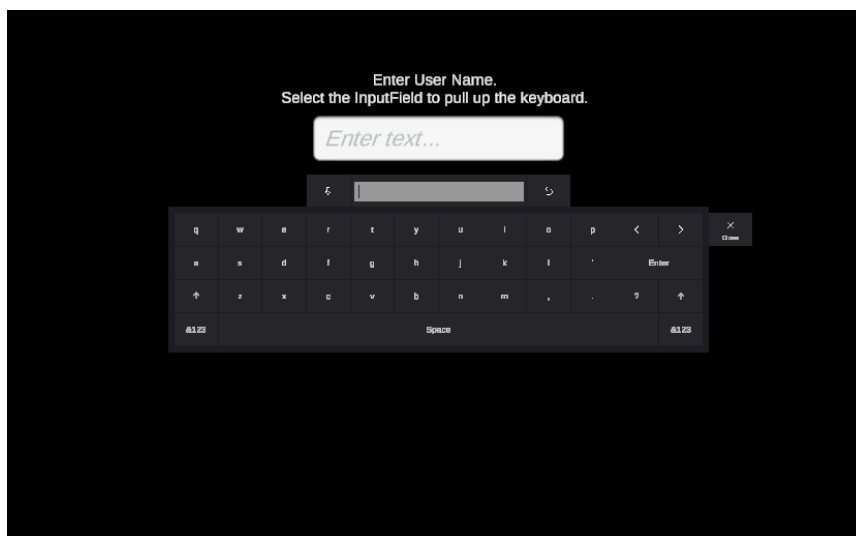 Enter User Name.
Select the InputField to pull up the keyboard.
Enter text...
q w e r t y u i o p < >
Close
a s d f g h j k l ' Enter
z x c v b n m , . ?
&123 Space &123